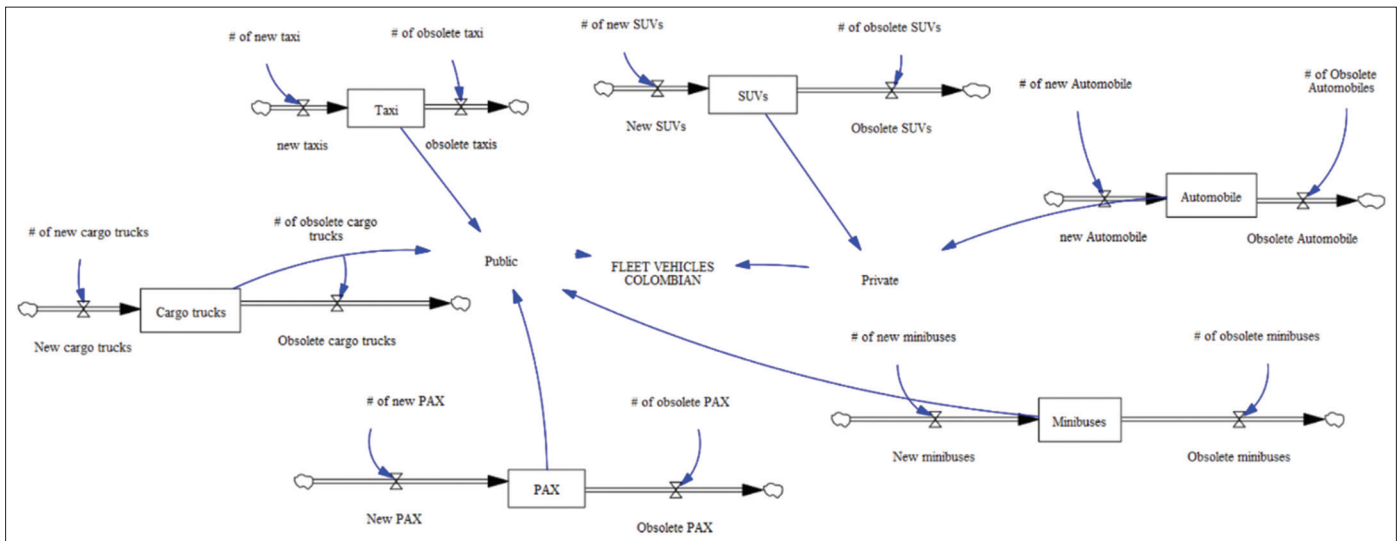 # of new taxi
# of obsolete taxi
Taxi
new taxis
obsolete taxis
# of new SUVs
# of obsolete SUVs
SUVs
New SUVs
Obsolete SUVs
# of new Automobile
# of Obsolete
Automobiles
Automobile
new Automobile
Obsolete Automobile
# of new cargo trucks
# of obsolete cargo
trucks
Cargo trucks
New cargo trucks
Obsolete cargo trucks
Public
FLEET VEHICLES
COLOMBIAN
Private
# of new minibuses
# of obsolete minibuses
Minibuses
New minibuses
Obsolete minibuses
# of new PAX
# of obsolete PAX
PAX
New PAX
Obsolete PAX